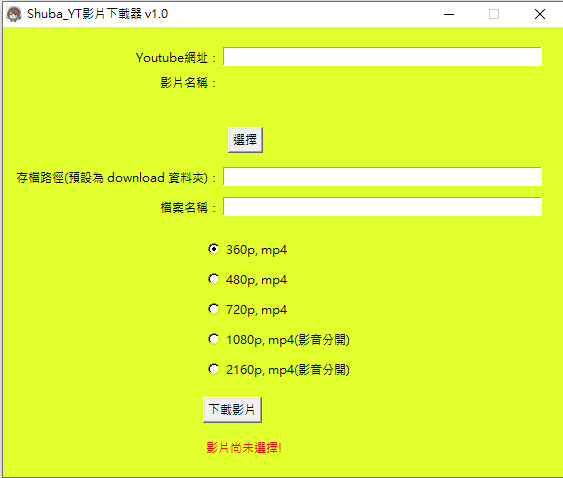 Shuba_YT影片下載器 v1.0
Youtube網址：
影片名稱：
選擇
存檔路徑(預設為 download 資料夾)：
檔案名稱：
360p, mp4
480p, mp4
720p, mp4
1080p, mp4(影音分開)
2160p, mp4(影音分開)
下載影片
影片尚未選擇!